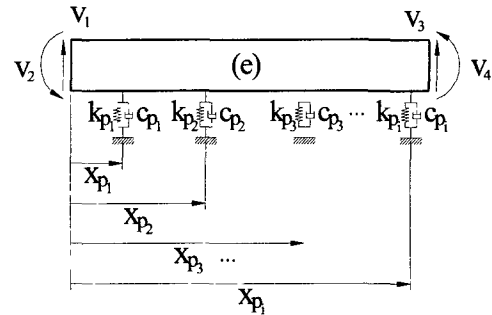 V₁ V₃
V₂ (e) V₄
kₚ₁ cₚ₁ kₚ₂ cₚ₂ kₚ₃ cₚ₃ ... kₚᵢ cₚᵢ
Xₚ₁
Xₚ₂
Xₚ₃ ...
Xₚᵢ